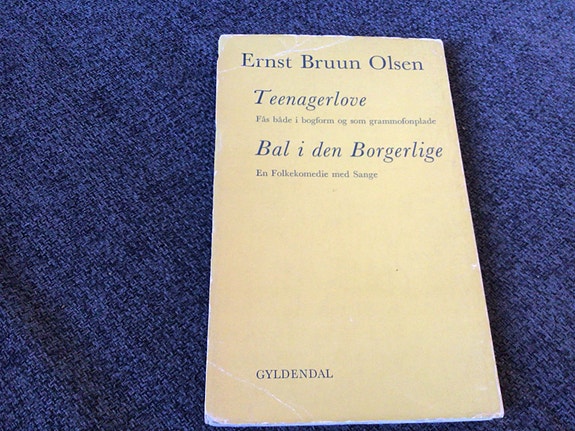 Ernst Bruun Olsen
Teenagerlove
Fås både i bogform og som grammofonplade
Bal i den Borgerlige
En Folkekomedie med Sange
GYLDENDAL